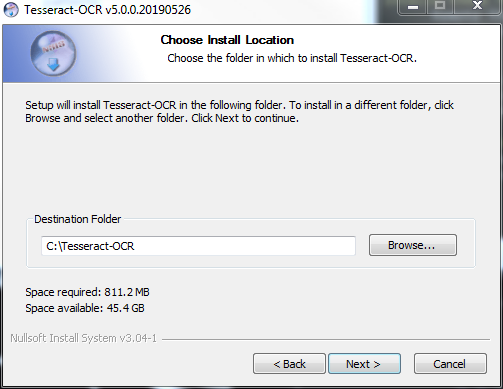 Tesseract-OCR v5.0.0.20190526
Choose Install Location
Choose the folder in which to install Tesseract-OCR.
Setup will install Tesseract-OCR in the following folder. To install in a different folder, click
Browse and select another folder. Click Next to continue.
Destination Folder
C:\Tesseract-OCR
Browse...
Space required: 811.2 MB
Space available: 45.4 GB
Nullsoft Install System v3.04-1
< Back
Next >
Cancel